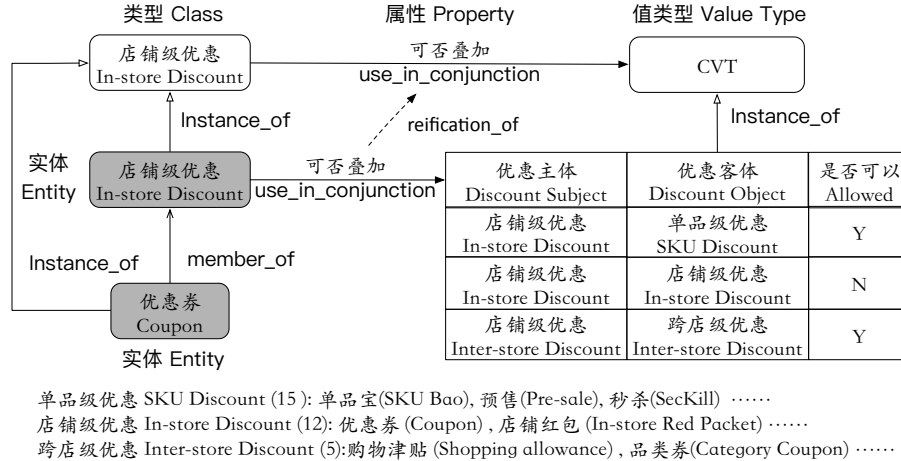 类型 Class
属性 Property
值类型 Value Type
店铺级优惠
In-store Discount
可否叠加
use_in_conjunction
CVT
Instance_of
reification_of
Instance_of
实体
Entity
店铺级优惠
In-store Discount
可否叠加
use_in_conjunction
优惠主体
Discount Subject
优惠客体
Discount Object
是否可以
Allowed
店铺级优惠
In-store Discount
单品级优惠
SKU Discount
Y
Instance_of
member_of
店铺级优惠
In-store Discount
店铺级优惠
In-store Discount
N
优惠券
Coupon
店铺级优惠
Inter-store Discount
跨店级优惠
Inter-store Discount
Y
实体 Entity
单品级优惠 SKU Discount (15 ): 单品宝(SKU Bao), 预售(Pre-sale), 秒杀(SecKill) ……
店铺级优惠 In-store Discount (12): 优惠券 (Coupon) , 店铺红包 (In-store Red Packet) ……
跨店级优惠 Inter-store Discount (5):购物津贴 (Shopping allowance) , 品类券(Category Coupon) ……